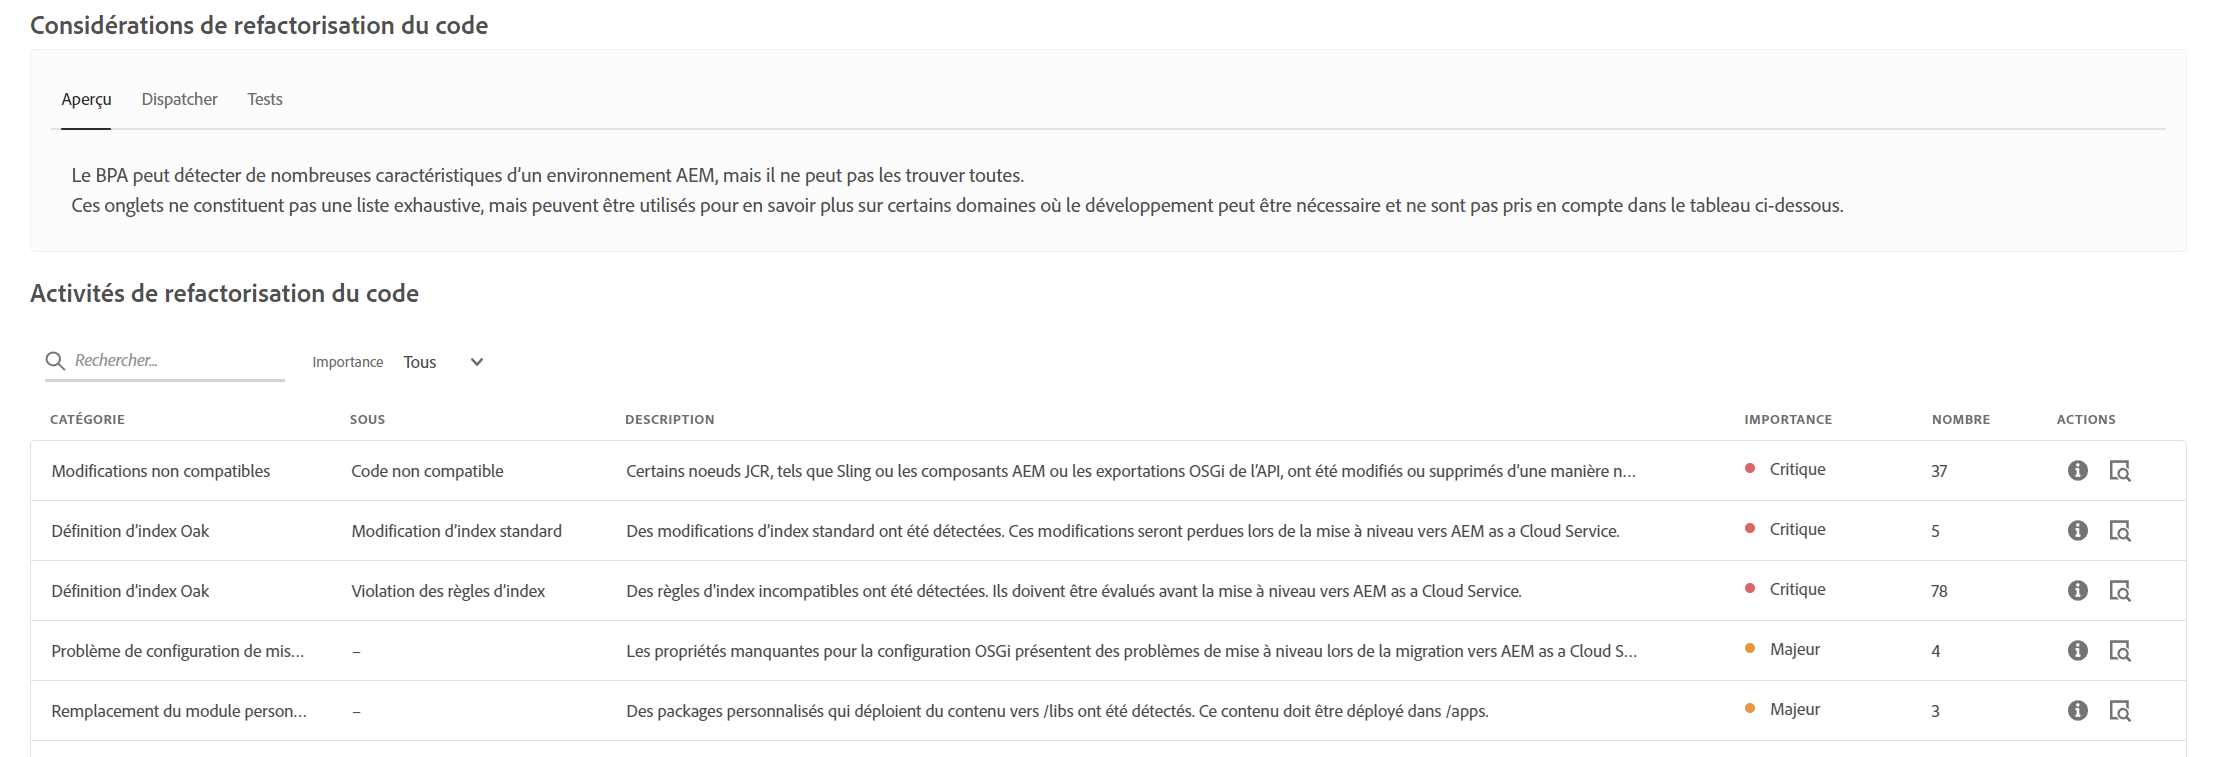 Considérations de refactorisation du code
Aperçu Dispatcher Tests
Le BPA peut détecter de nombreuses caractéristiques d'un environnement AEM, mais il ne peut pas les trouver toutes.
Ces onglets ne constituent pas une liste exhaustive, mais peuvent être utilisés pour en savoir plus sur certains domaines où le développement peut être nécessaire et ne sont pas pris en compte dans le tableau ci-dessous.
Activités de refactorisation du code
Rechercher... Importance Tous
CATÉGORIE SOUS DESCRIPTION IMPORTANCE NOMBRE ACTIONS
Modifications non compatibles Code non compatible Certains noeuds JCR, tels que Sling ou les composants AEM ou les exportations OSGi de l'API, ont été modifiés ou supprimés d'une manière n... Critique 37
Définition d'index Oak Modification d'index standard Des modifications d'index standard ont été détectées. Ces modifications seront perdues lors de la mise à niveau vers AEM as a Cloud Service. Critique 5
Définition d'index Oak Violation des règles d'index Des règles d'index incompatibles ont été détectées. Ils doivent être évalués avant la mise à niveau vers AEM as a Cloud Service. Critique 78
Problème de configuration de mis... – Les propriétés manquantes pour la configuration OSGi présentent des problèmes de mise à niveau lors de la migration vers AEM as a Cloud S... Majeur 4
Remplacement du module person... – Des packages personnalisés qui déploient du contenu vers /libs ont été détectés. Ce contenu doit être déployé dans /apps. Majeur 3